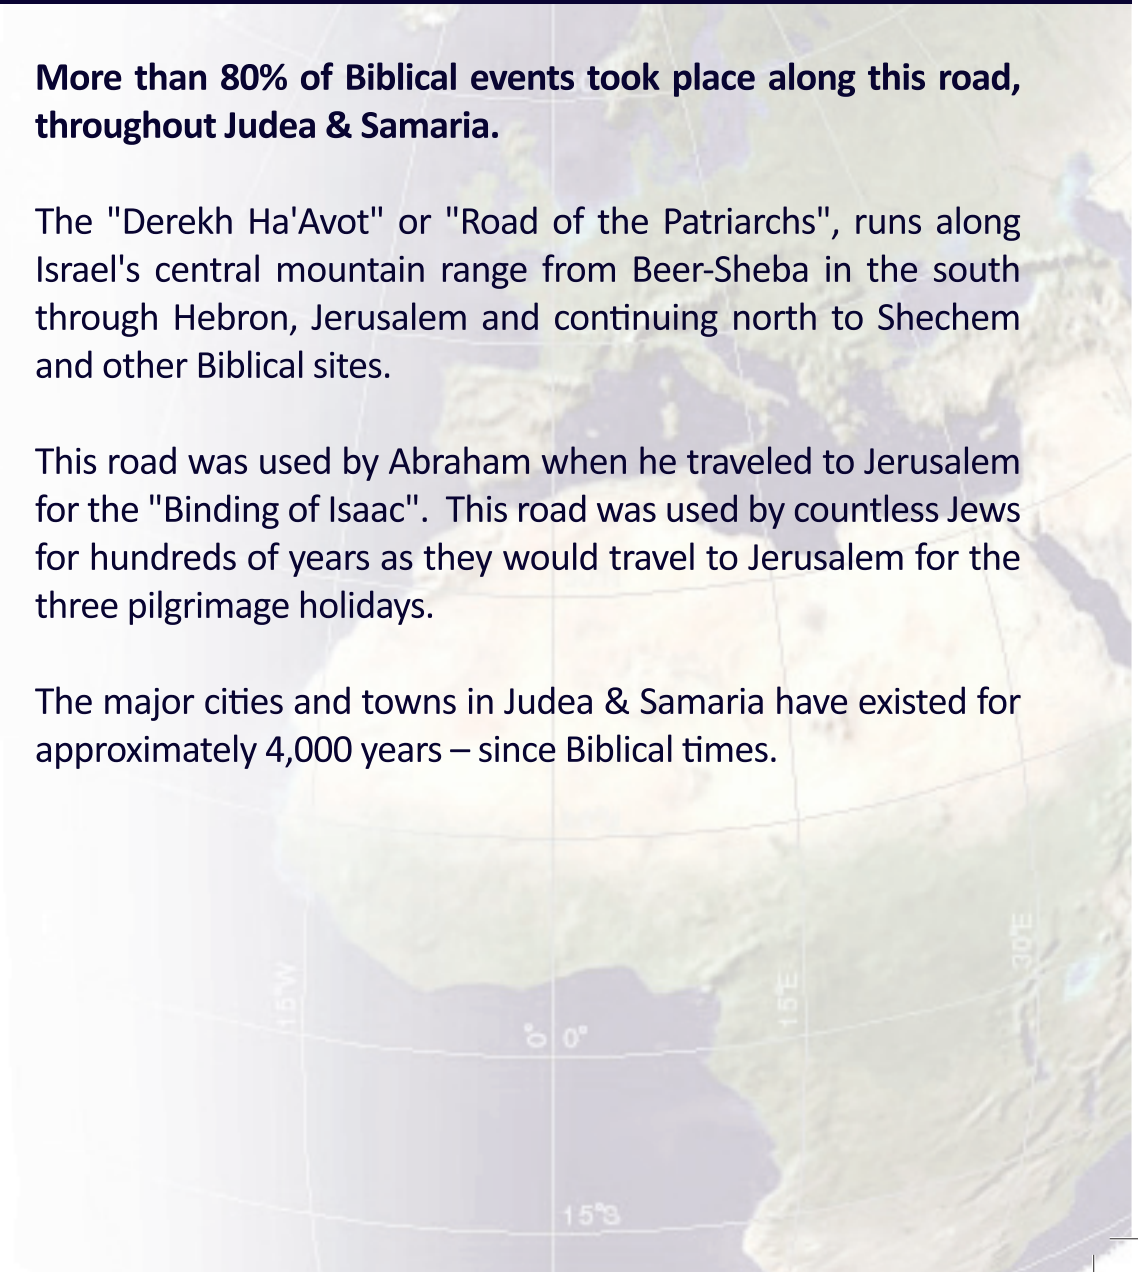 More than 80% of Biblical events took place along this road,
throughout Judea & Samaria.
The "Derekh Ha'Avot" or "Road of the Patriarchs", runs along
Israel's central mountain range from Beer-Sheba in the south
through Hebron, Jerusalem and continuing north to Shechem
and other Biblical sites.
This road was used by Abraham when he traveled to Jerusalem
for the "Binding of Isaac".  This road was used by countless Jews
for hundreds of years as they would travel to Jerusalem for the
three pilgrimage holidays.
The major cities and towns in Judea & Samaria have existed for
approximately 4,000 years – since Biblical times.
30°E
15°W
15°E
0° 0°
15°S